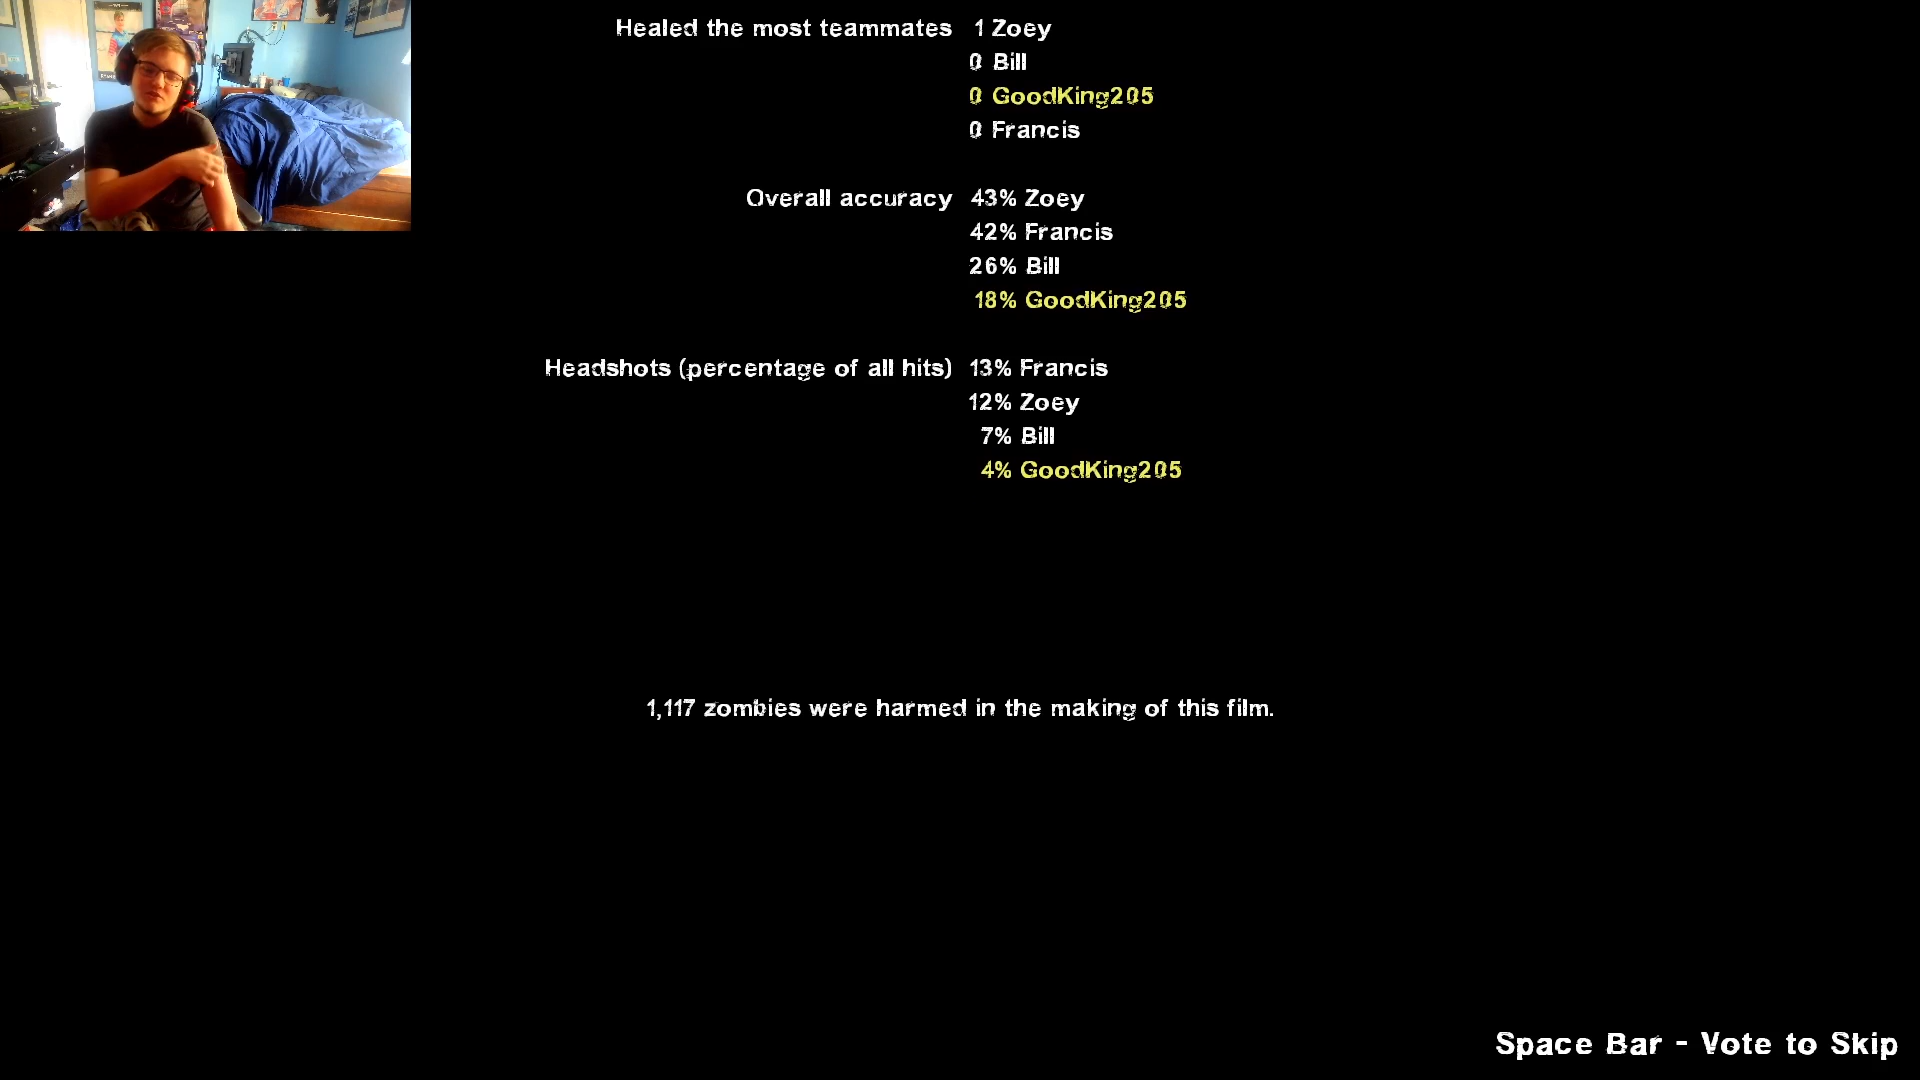 Healed the most teammates 1 Zoey
0 Bill
0 GoodKing205
0 Francis
Overall accuracy 43% Zoey
42% Francis
26% Bill
18% GoodKing205
Headshots (percentage of all hits) 13% Francis
12% Zoey
7% Bill
4% GoodKing205
1,117 zombies were harmed in the making of this film.
Space Bar - Vote to Skip